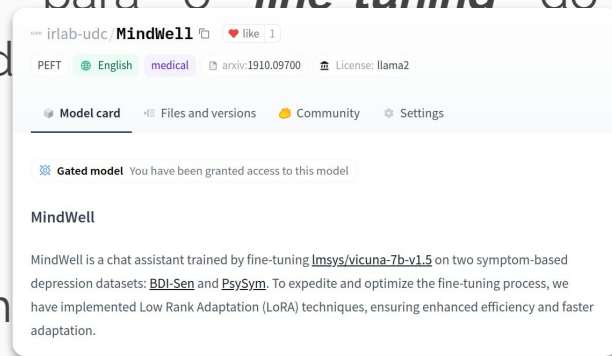 para o fine-tuning do
irlab-udc/MindWell like 1
PEFT English medical arxiv:1910.09700 License: llama2
Model card Files and versions Community Settings
Gated model You have been granted access to this model
MindWell
MindWell is a chat assistant trained by fine-tuning lmsys/vicuna-7b-v1.5 on two symptom-based
depression datasets: BDI-Sen and PsySym. To expedite and optimize the fine-tuning process, we
have implemented Low Rank Adaptation (LoRA) techniques, ensuring enhanced efficiency and faster
adaptation.